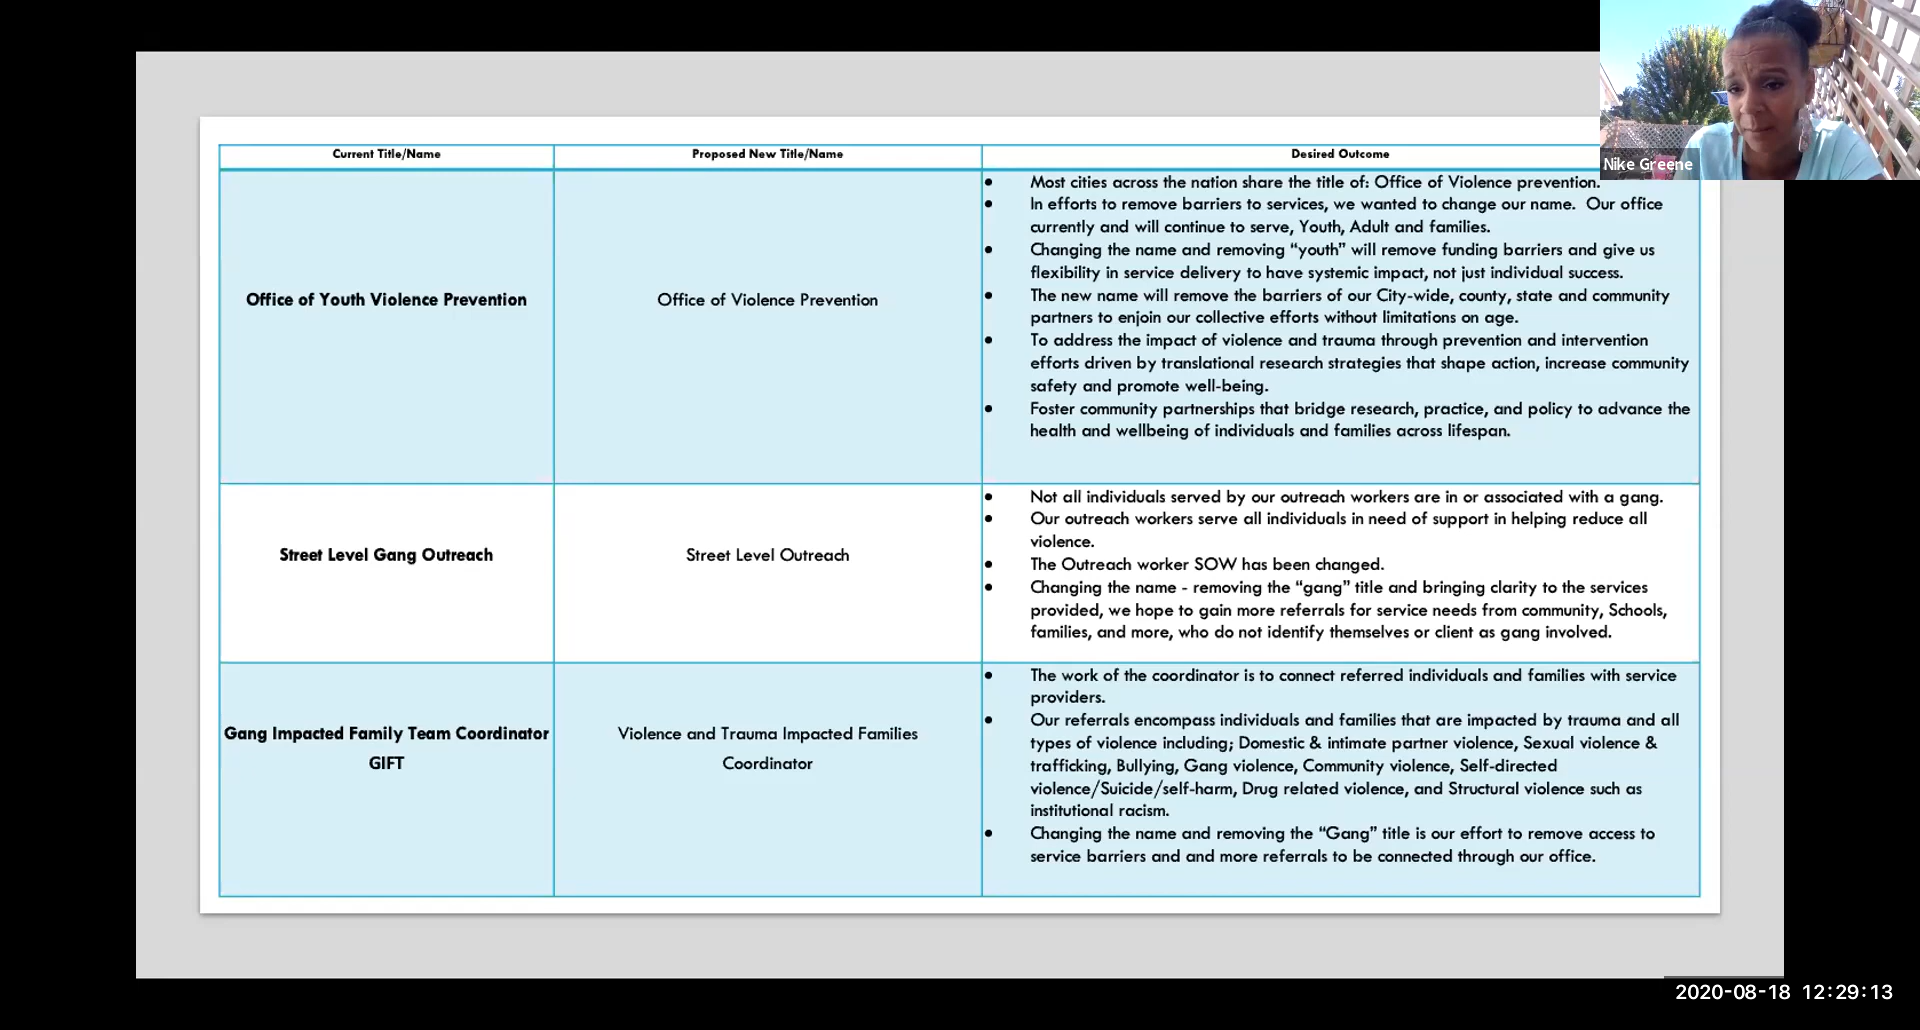 Current Title/Name
Proposed New Title/Name
Desired Outcome
Office of Youth Violence Prevention
Office of Violence Prevention
• Most cities across the nation share the title of: Office of Violence prevention.
• In efforts to remove barriers to services, we wanted to change our name. Our office
currently and will continue to serve, Youth, Adult and families.
• Changing the name and removing “youth” will remove funding barriers and give us
flexibility in service delivery to have systemic impact, not just individual success.
• The new name will remove the barriers of our City-wide, county, state and community
partners to enjoin our collective efforts without limitations on age.
• To address the impact of violence and trauma through prevention and intervention
efforts driven by translational research strategies that shape action, increase community
safety and promote well-being.
• Foster community partnerships that bridge research, practice, and policy to advance the
health and wellbeing of individuals and families across lifespan.
Street Level Gang Outreach
Street Level Outreach
• Not all individuals served by our outreach workers are in or associated with a gang.
• Our outreach workers serve all individuals in need of support in helping reduce all
violence.
• The Outreach worker SOW has been changed.
• Changing the name - removing the “gang” title and bringing clarity to the services
provided, we hope to gain more referrals for service needs from community, Schools,
families, and more, who do not identify themselves or client as gang involved.
Gang Impacted Family Team Coordinator
GIFT
Violence and Trauma Impacted Families
Coordinator
• The work of the coordinator is to connect referred individuals and families with service
providers.
• Our referrals encompass individuals and families that are impacted by trauma and all
types of violence including; Domestic & intimate partner violence, Sexual violence &
trafficking, Bullying, Gang violence, Community violence, Self-directed
violence/Suicide/self-harm, Drug related violence, and Structural violence such as
institutional racism.
• Changing the name and removing the “Gang” title is our effort to remove access to
service barriers and and more referrals to be connected through our office.
Nike Greene
2020-08-18 12:29:13